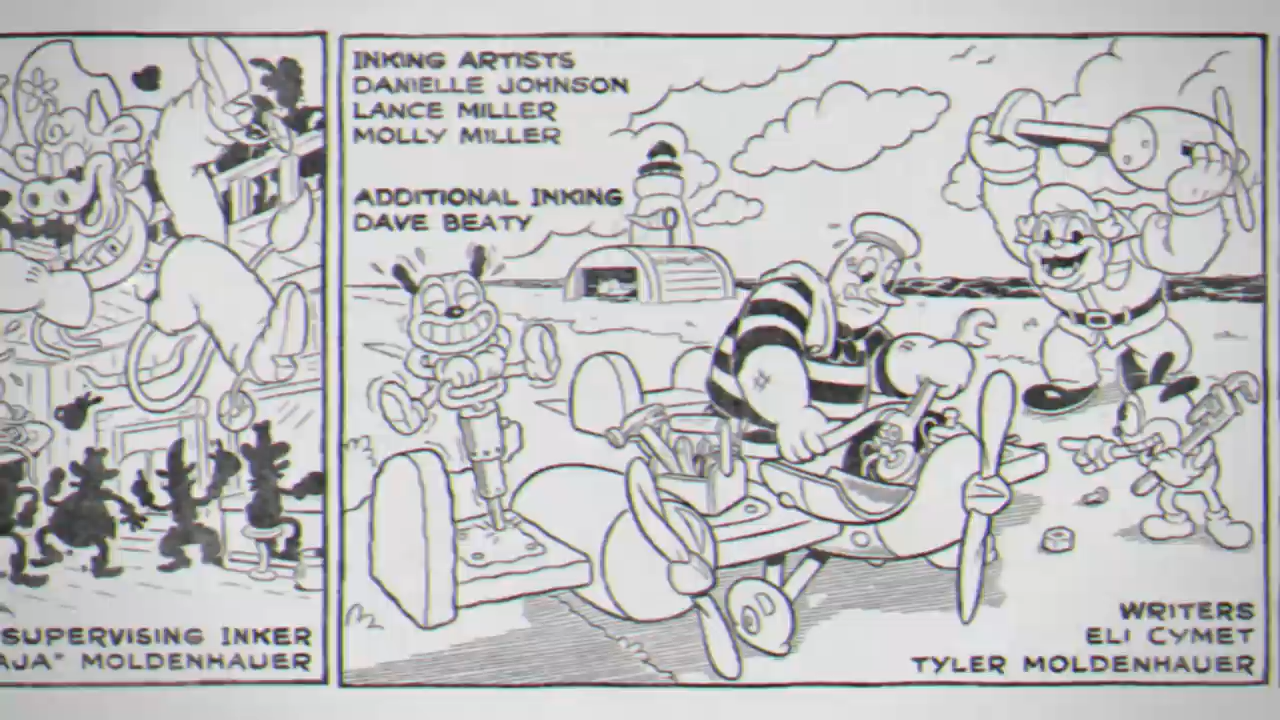 SUPERVISING INKER
AJA" MOLDENHAUER
INKING ARTISTS
DANIELLE JOHNSON
LANCE MILLER
MOLLY MILLER
ADDITIONAL INKING
DAVE BEATY
WRITERS
ELI CYMET
TYLER MOLDENHAUER